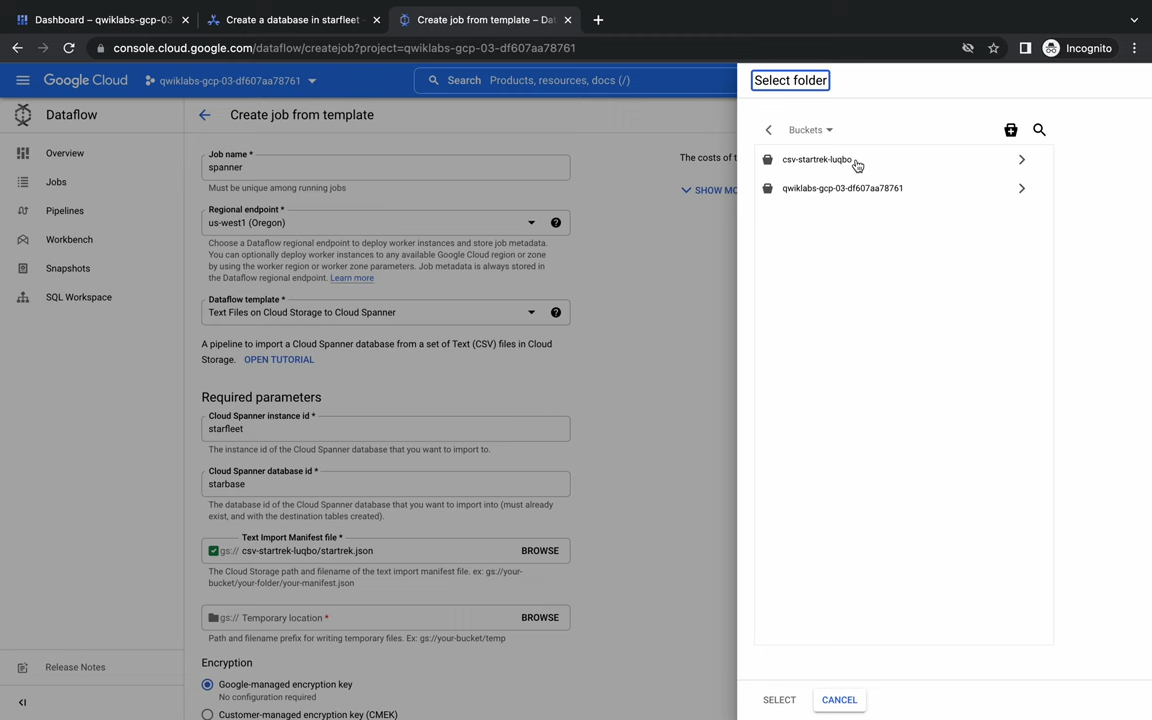 Dashboard – qwiklabs-gcp-03
Create a database in starfleet
Create job from template – Dat
console.cloud.google.com/dataflow/createjob?project=qwiklabs-gcp-03-df607aa78761
Incognito
Google Cloud
qwiklabs-gcp-03-df607aa78761
Search Products, resources, docs (/)
Dataflow
Overview
Jobs
Pipelines
Workbench
Snapshots
SQL Workspace
Release Notes
Create job from template
Job name *
spanner
Must be unique among running jobs
Regional endpoint *
us-west1 (Oregon)
Choose a Dataflow regional endpoint to deploy worker instances and store job metadata.
You can optionally deploy worker instances to any available Google Cloud region or zone
by using the worker region or worker zone parameters. Job metadata is always stored in
the Dataflow regional endpoint. Learn more
Dataflow template *
Text Files on Cloud Storage to Cloud Spanner
A pipeline to import a Cloud Spanner database from a set of Text (CSV) files in Cloud
Storage. OPEN TUTORIAL
Required parameters
Cloud Spanner instance id *
starfleet
The instance id of the Cloud Spanner database that you want to import to.
Cloud Spanner database id *
starbase
The database id of the Cloud Spanner database that you want to import into (must already
exist, and with the destination tables created).
Text Import Manifest file *
gs:// csv-startrek-luqbo/startrek.json
BROWSE
The Cloud Storage path and filename of the text import manifest file. ex: gs://your-
bucket/your-folder/your-manifest.json
gs:// Temporary location *
BROWSE
Path and filename prefix for writing temporary files. Ex: gs://your-bucket/temp
Encryption
Google-managed encryption key
No configuration required
Customer-managed encryption key (CMEK)
The costs of t
SHOW MO
Select folder
Buckets
csv-startrek-luqbo
qwiklabs-gcp-03-df607aa78761
SELECT
CANCEL